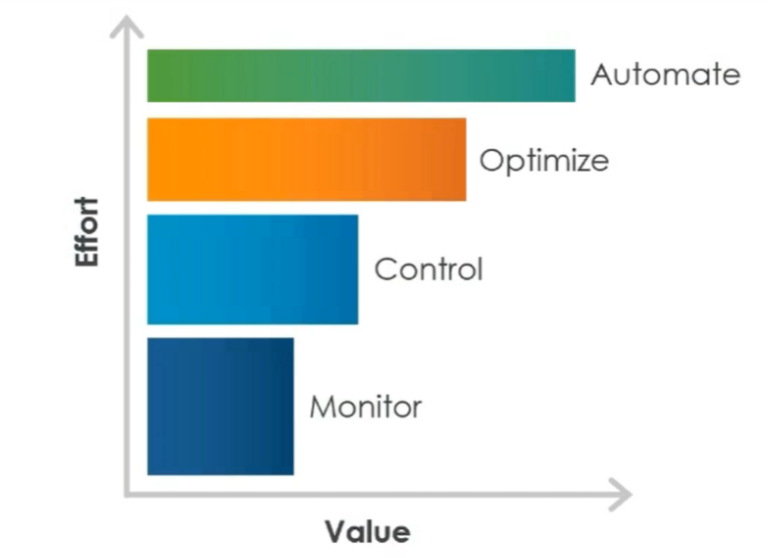 Automate
Optimize
Control
Monitor
Effort
Value